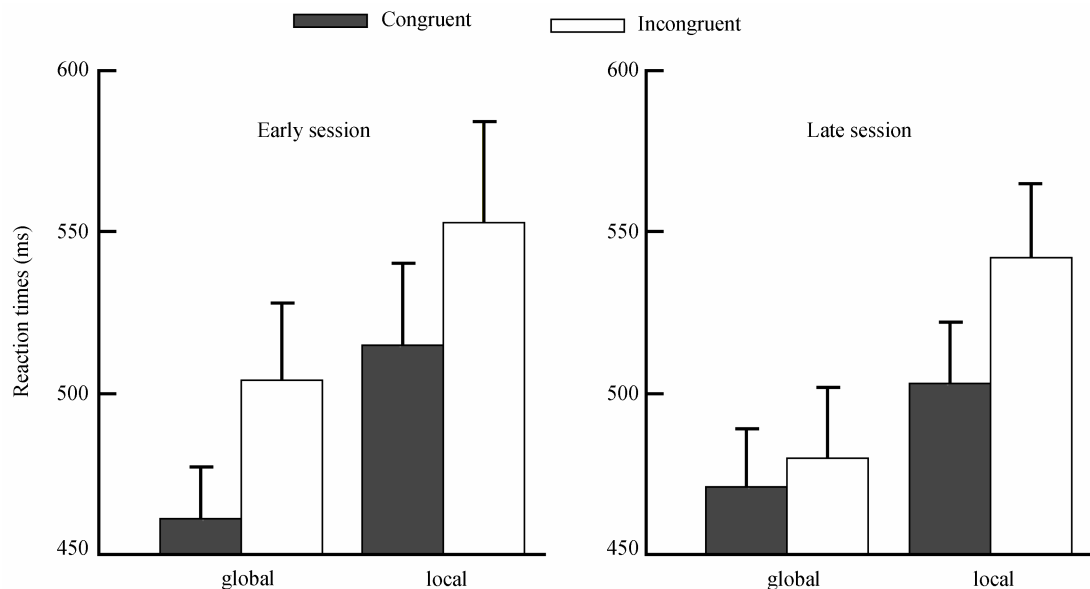 Congruent
Incongruent
Early session
Reaction times (ms)
600
550
500
450
global
local
Late session
600
550
500
450
global
local